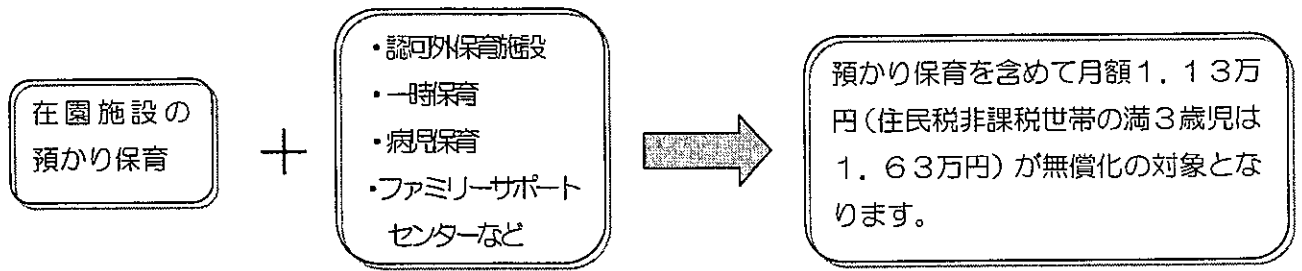 在園施設の
預かり保育
＋
・認可外保育施設
・一時保育
・病児保育
・ファミリーサポート
センターなど
預かり保育を含めて月額１．１３万
円（住民税非課税世帯の満３歳児は
１．６３万円）が無償化の対象とな
ります。